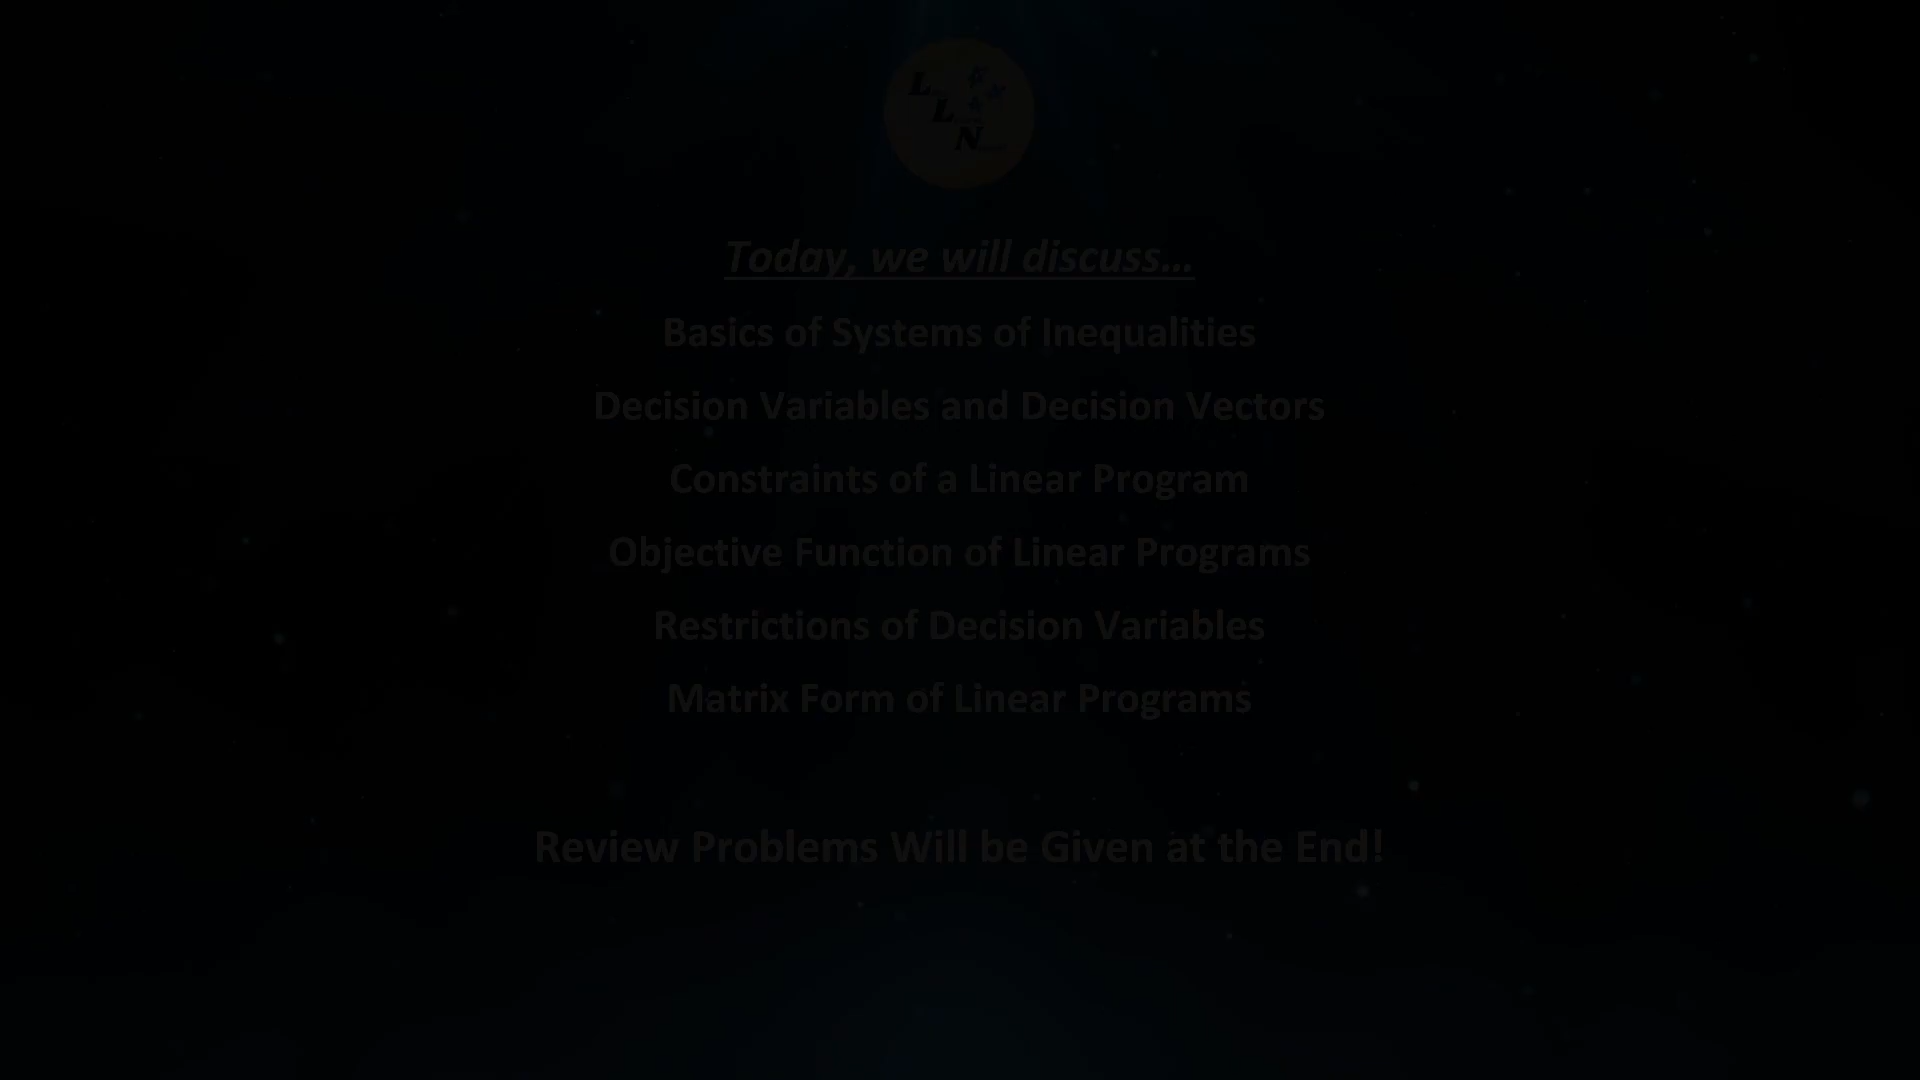 L
L
N
Today, we will discuss...
Basics of Systems of Inequalities
Decision Variables and Decision Vectors
Constraints of a Linear Program
Objective Function of Linear Programs
Restrictions of Decision Variables
Matrix Form of Linear Programs
Review Problems Will be Given at the End!